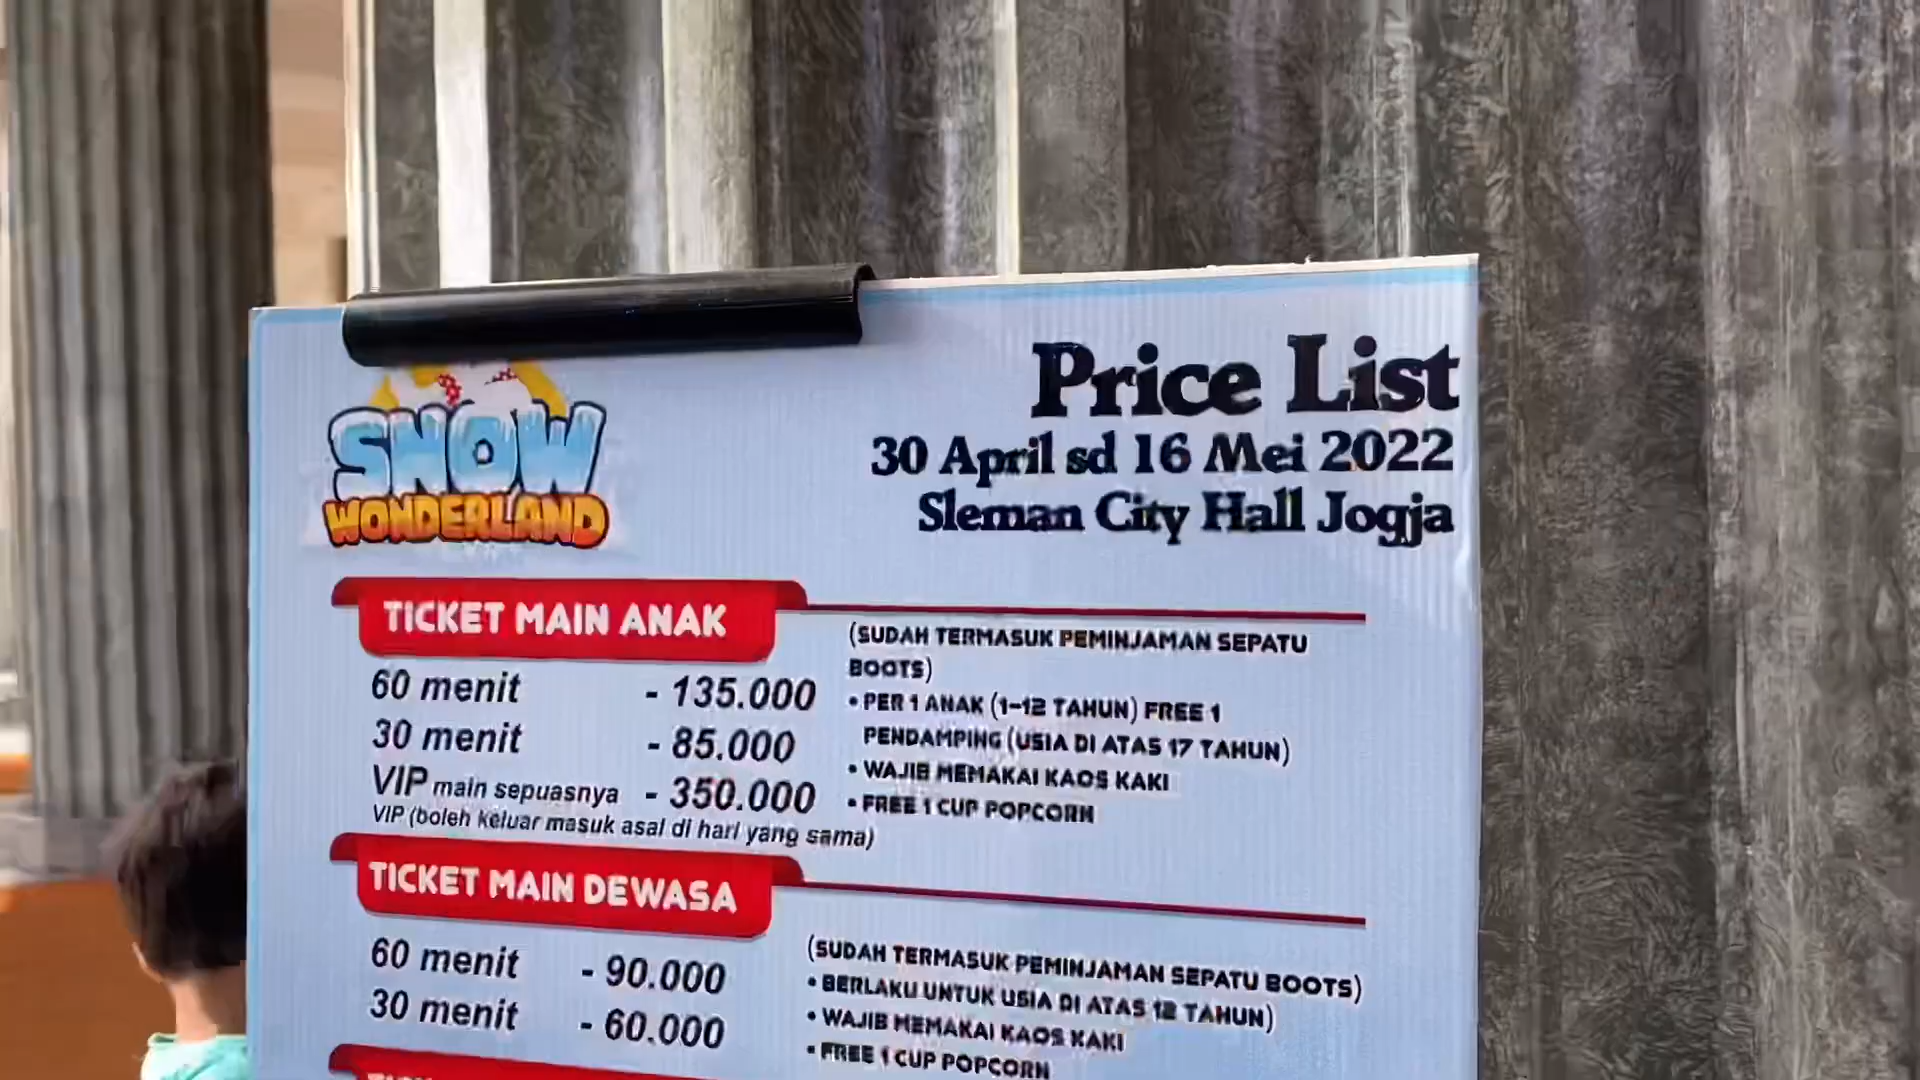 SNOW
WONDERLAND
Price List
30 April sd 16 Mei 2022
Sleman City Hall Jogja
TICKET MAIN ANAK
60 menit - 135.000
30 menit - 85.000
VIP main sepuasnya - 350.000
VIP (boleh keluar masuk asal di hari yang sama)
(SUDAH TERMASUK PEMINJAMAN SEPATU
BOOTS)
• PER 1 ANAK (1-12 TAHUN) FREE 1
PENDAMPING (USIA DI ATAS 17 TAHUN)
• WAJIB MEMAKAI KAOS KAKI
• FREE 1 CUP POPCORN
TICKET MAIN DEWASA
60 menit - 90.000
30 menit - 60.000
(SUDAH TERMASUK PEMINJAMAN SEPATU BOOTS)
• BERLAKU UNTUK USIA DI ATAS 12 TAHUN)
• WAJIB MEMAKAI KAOS KAKI
• FREE 1 CUP POPCORN